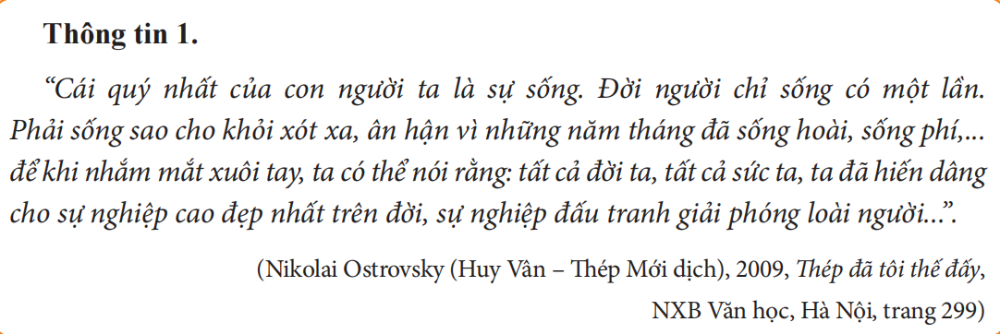 Thông tin 1.
“Cái quý nhất của con người ta là sự sống. Đời người chỉ sống có một lần.
Phải sống sao cho khỏi xót xa, ân hận vì những năm tháng đã sống hoài, sống phí,...
để khi nhắm mắt xuôi tay, ta có thể nói rằng: tất cả đời ta, tất cả sức ta, ta đã hiến dâng
cho sự nghiệp cao đẹp nhất trên đời, sự nghiệp đấu tranh giải phóng loài người...”.
(Nikolai Ostrovsky (Huy Vân – Thép Mới dịch), 2009, Thép đã tôi thế đấy,
NXB Văn học, Hà Nội, trang 299)